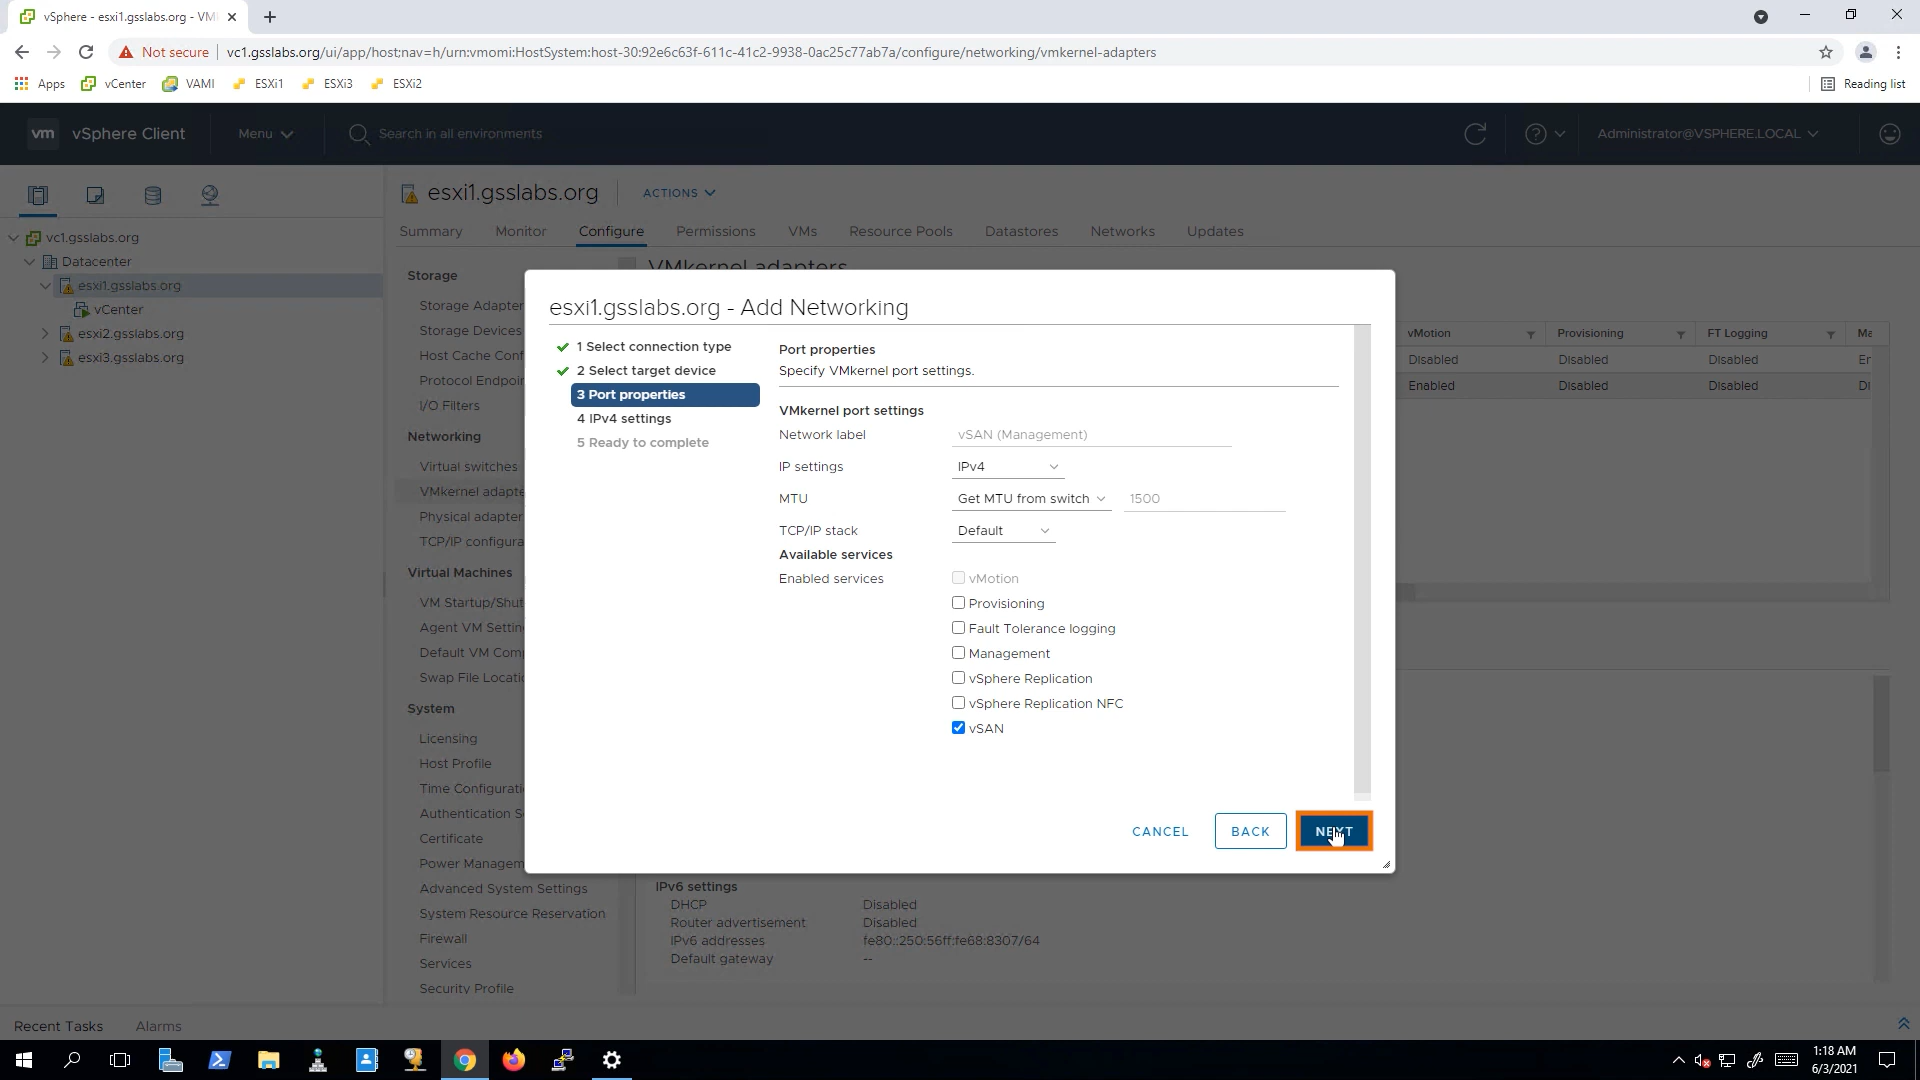 vSphere - esxi1.gsslabs.org - VM
Not secure
vc1.gsslabs.org/ui/app/host;nav=h/urn:vmomi:HostSystem:host-30:92e6c63f-611c-41c2-9938-0ac25c77ab7a/configure/networking/vmkernel-adapters
Apps
vCenter
VAMI
ESXi1
ESXi3
ESXi2
Reading list
vm
vSphere Client
Menu
Search in all environments
Administrator@VSPHERE.LOCAL
esxi1.gsslabs.org
ACTIONS
Summary
Monitor
Configure
Permissions
VMs
Resource Pools
Datastores
Networks
Updates
vc1.gsslabs.org
Datacenter
esxi1.gsslabs.org
vCenter
esxi2.gsslabs.org
esxi3.gsslabs.org
Storage
Storage Adapter
Storage Devices
Host Cache Conf
Protocol Endpoin
I/O Filters
Networking
Virtual switches
VMkernel adapte
Physical adapter
TCP/IP configura
Virtual Machines
VM Startup/Shut
Agent VM Settin
Default VM Com
Swap File Locati
System
Licensing
Host Profile
Time Configurati
Authentication S
Certificate
Power Managem
Advanced System Settings
System Resource Reservation
Firewall
Services
Security Profile
VMkernel adapters
vMotion
Provisioning
FT Logging
Ma
Disabled
Disabled
Disabled
Er
Enabled
Disabled
Disabled
Di
esxi1.gsslabs.org - Add Networking
1 Select connection type
2 Select target device
3 Port properties
4 IPv4 settings
5 Ready to complete
Port properties
Specify VMkernel port settings.
VMkernel port settings
Network label
vSAN (Management)
IP settings
IPv4
MTU
Get MTU from switch
1500
TCP/IP stack
Default
Available services
Enabled services
vMotion
Provisioning
Fault Tolerance logging
Management
vSphere Replication
vSphere Replication NFC
vSAN
CANCEL
BACK
NEXT
IPv6 settings
DHCP
Disabled
Router advertisement
Disabled
IPv6 addresses
fe80::250:56ff:fe68:8307/64
Default gateway
--
Recent Tasks
Alarms
1:18 AM
6/3/2021